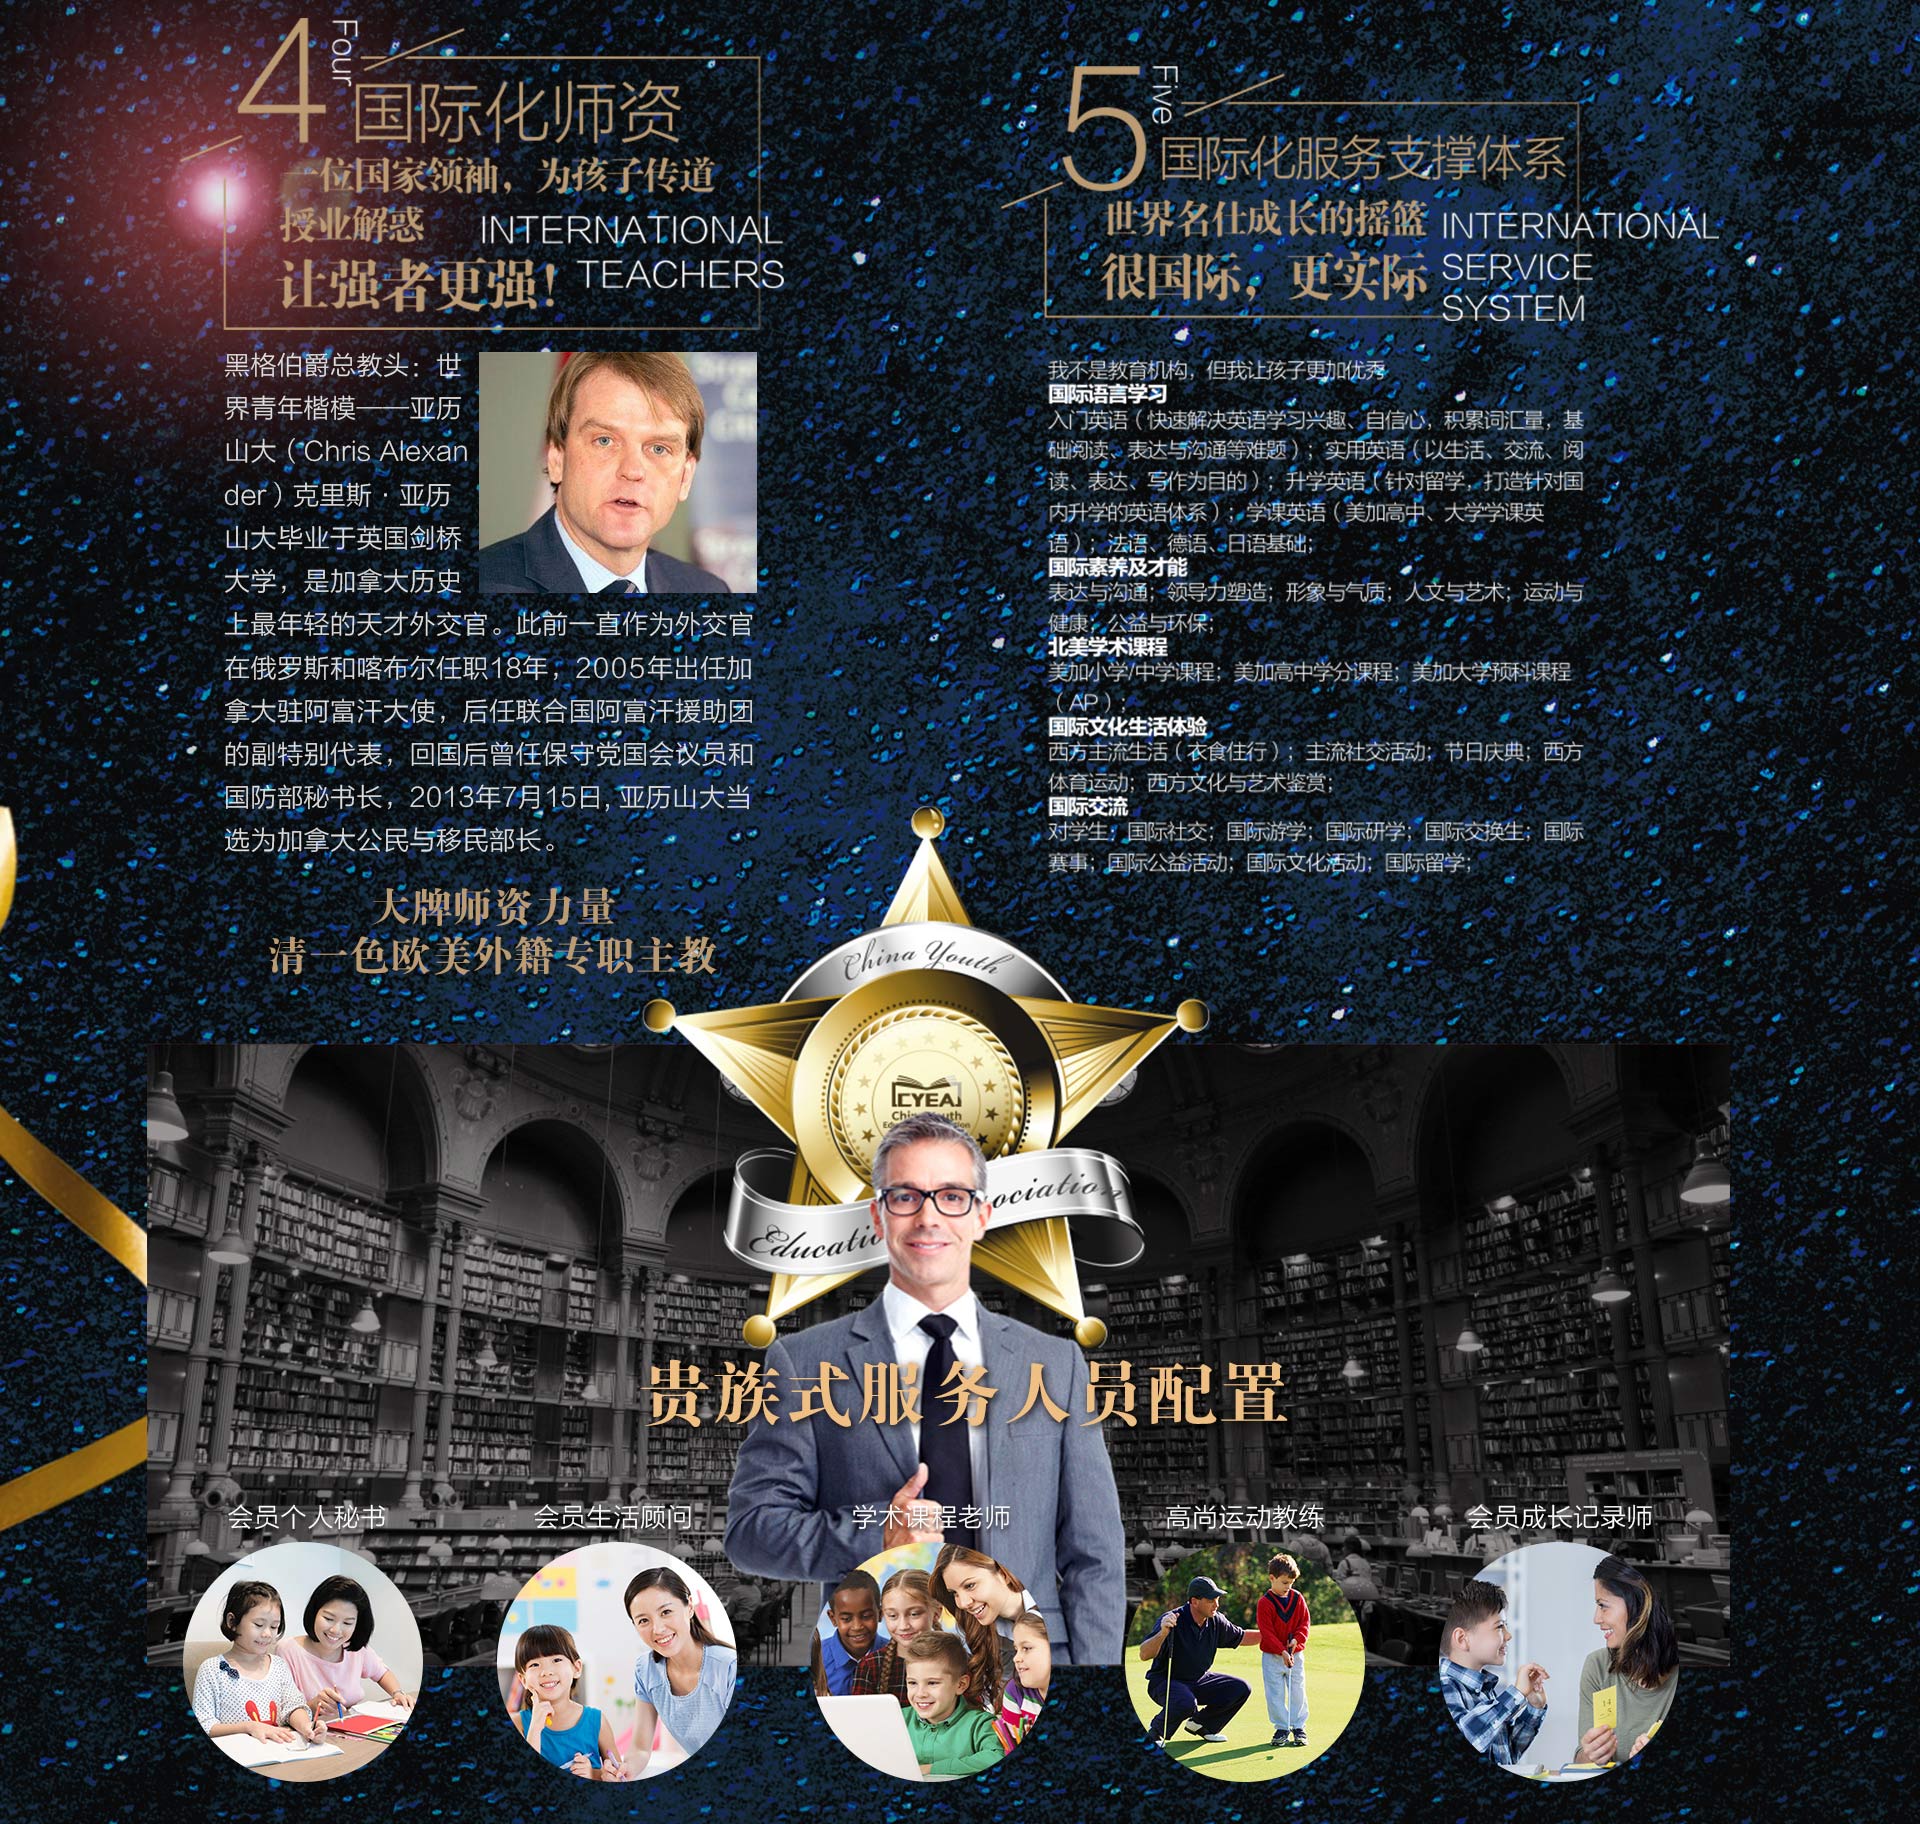 4
Four
国际化师资
一位国家领袖，为孩子传道
授业解惑
让强者更强！
INTERNATIONAL
TEACHERS
黑格伯爵总教头：世
界青年楷模——亚历
山大（Chris Alexan
der）克里斯·亚历
山大毕业于英国剑桥
大学，是加拿大历史
上最年轻的天才外交官。此前一直作为外交官
在俄罗斯和喀布尔任职18年，2005年出任加
拿大驻阿富汗大使，后任联合国阿富汗援助团
的副特别代表，回国后曾任保守党国会议员和
国防部秘书长，2013年7月15日, 亚历山大当
选为加拿大公民与移民部长。
大牌师资力量
清一色欧美外籍专职主教
5
Five
国际化服务支撑体系
世界名仕成长的摇篮
很国际，更实际
INTERNATIONAL
SERVICE
SYSTEM
我不是教育机构，但我让孩子更加优秀
国际语言学习
入门英语（快速解决英语学习兴趣、自信心，积累词汇量，基
础阅读、表达与沟通等难题）；实用英语（以生活、交流、阅
读、表达、写作为目的）；升学英语（针对留学，打造针对国
内升学的英语体系）；学课英语（美加高中、大学学课英
语）；法语、德语、日语基础；
国际素养及才能
表达与沟通；领导力塑造；形象与气质；人文与艺术；运动与
健康；公益与环保；
北美学术课程
美加小学/中学课程；美加高中学分课程；美加大学预科课程
（AP）；
国际文化生活体验
西方主流生活（衣食住行）；主流社交活动；节日庆典；西方
体育运动；西方文化与艺术鉴赏；
国际交流
对学生：国际社交；国际游学；国际研学；国际交换生；国际
赛事；国际公益活动；国际文化活动；国际留学；
China Youth
CYEA
贵族式服务人员配置
会员个人秘书
会员生活顾问
学术课程老师
高尚运动教练
会员成长记录师